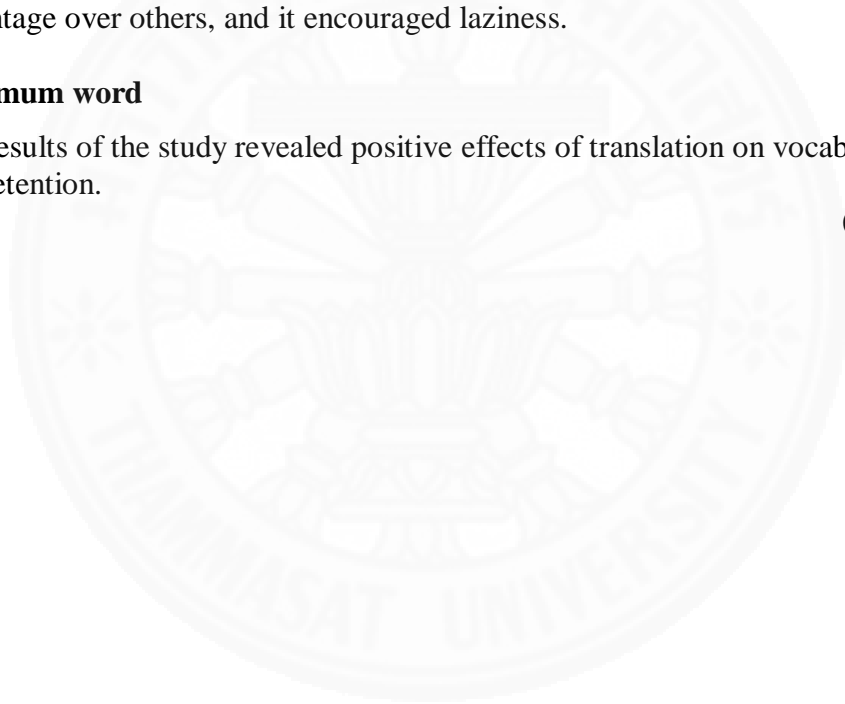 ntage over others, and it encouraged laziness.
mum word
esults of the study revealed positive effects of translation on vocab
etention.
THAMMASAT UNIVERSITY